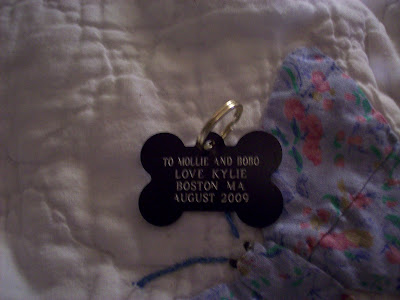 TO MOLLIE AND BOBO
LOVE KYLIE
BOSTON MA
AUGUST 2009